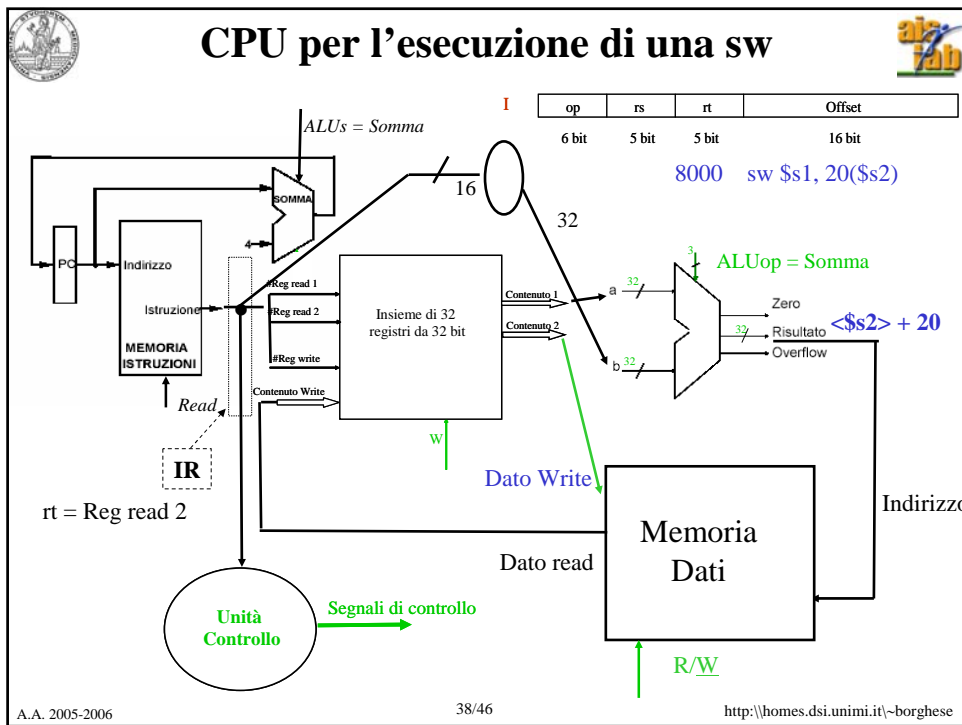 CPU per l'esecuzione di una sw
I
op rs rt Offset
6 bit 5 bit 5 bit 16 bit
8000 sw $s1, 20($s2)
ALUs = Somma
SOMMA
4
16
32
PC
Indirizzo
Istruzione
MEMORIA
ISTRUZIONI
Read
IR
rt = Reg read 2
#Reg read 1
#Reg read 2
#Reg write
Contenuto Write
Insieme di 32
registri da 32 bit
Contenuto 1
Contenuto 2
W
3
ALUop = Somma
a
32
b
32
Zero
32
Risultato
Overflow
<$s2> + 20
Dato Write
Indirizzo
Memoria
Dati
Dato read
R/W
Unità
Controllo
Segnali di controllo
A.A. 2005-2006
38/46
http:\\homes.dsi.unimi.it\~borghese